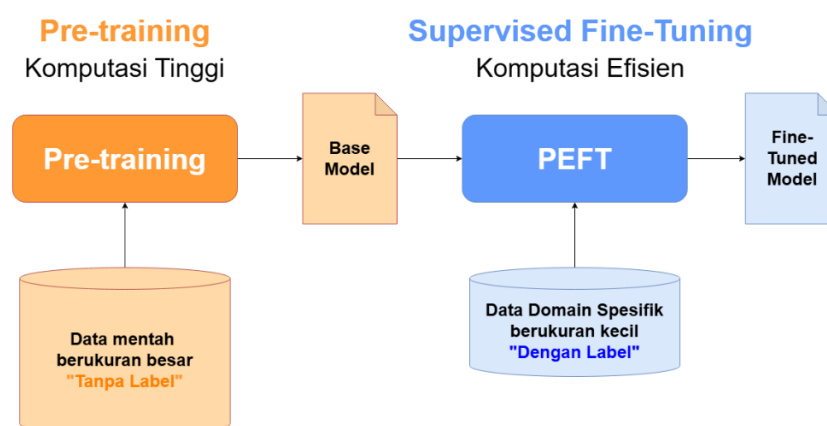 Pre-training
Komputasi Tinggi
Supervised Fine-Tuning
Komputasi Efisien
Pre-training
Base
Model
PEFT
Fine-
Tuned
Model
Data mentah
berukuran besar
"Tanpa Label"
Data Domain Spesifik
berukuran kecil
"Dengan Label"